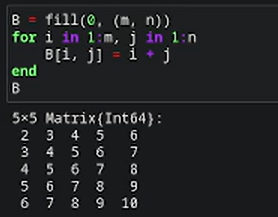 B = fill(0, (m, n))
for i in 1:m, j in 1:n
    B[i, j] = i + j
end
B
5×5 Matrix{Int64}:
 2  3  4  5   6
 3  4  5  6   7
 4  5  6  7   8
 5  6  7  8   9
 6  7  8  9  10